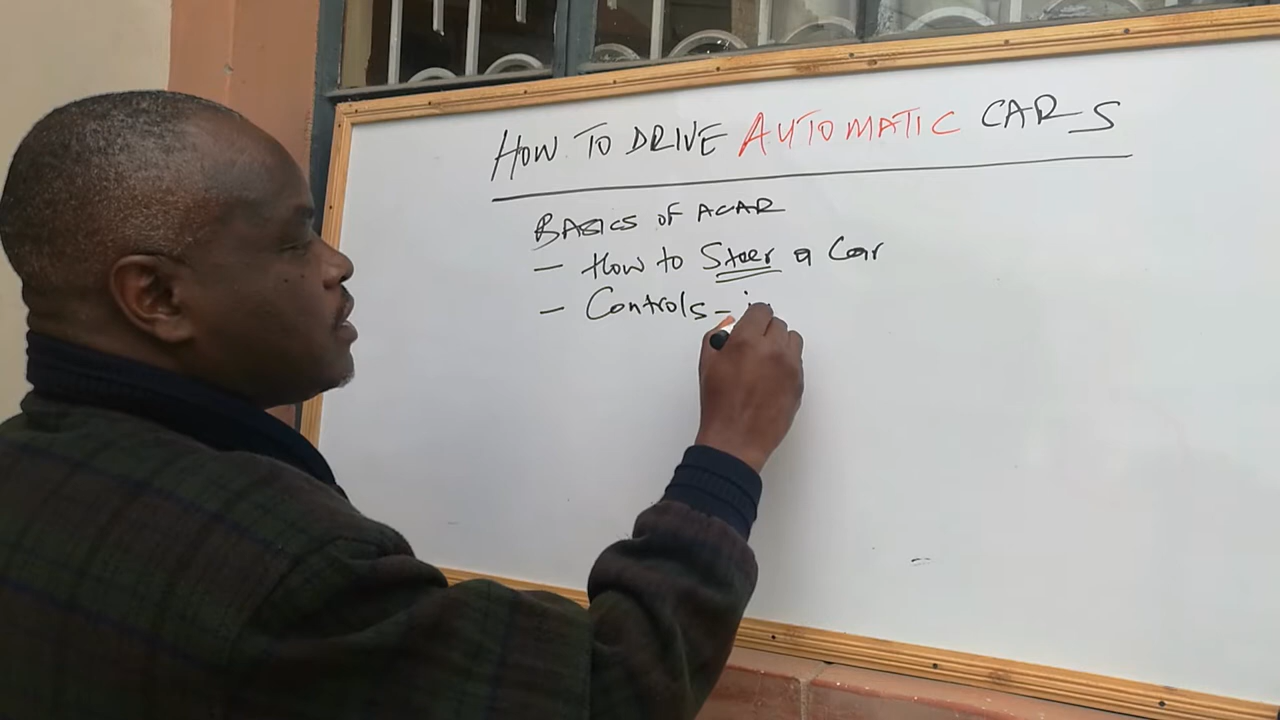 HOW TO DRIVE AUTOMATIC CARS
BASICS OF A CAR
– How to Steer a Car
– Controls - i